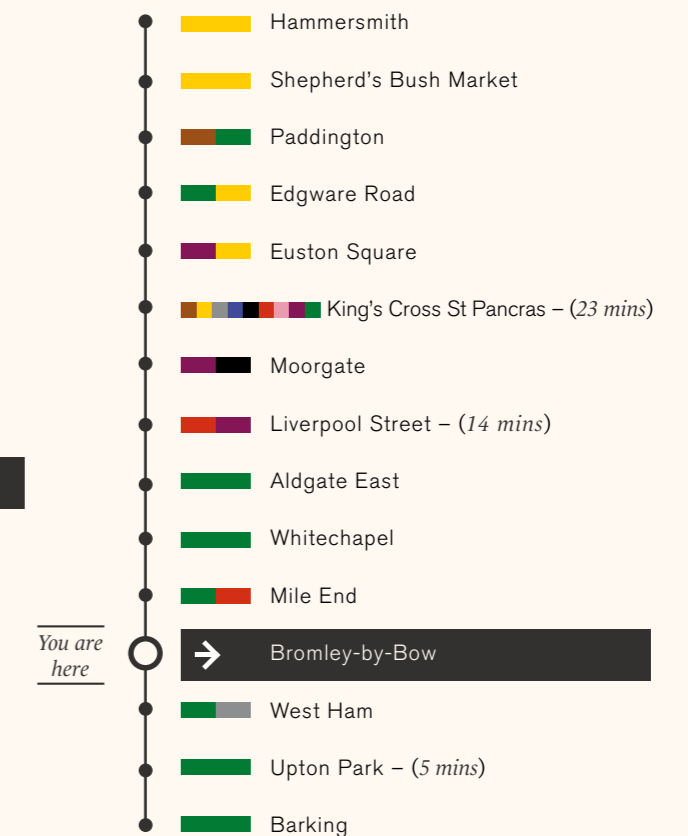 Hammersmith
Shepherd’s Bush Market
Paddington
Edgware Road
Euston Square
King’s Cross St Pancras – (23 mins)
Moorgate
Liverpool Street – (14 mins)
Aldgate East
Whitechapel
Mile End
You are
here
Bromley-by-Bow
West Ham
Upton Park – (5 mins)
Barking